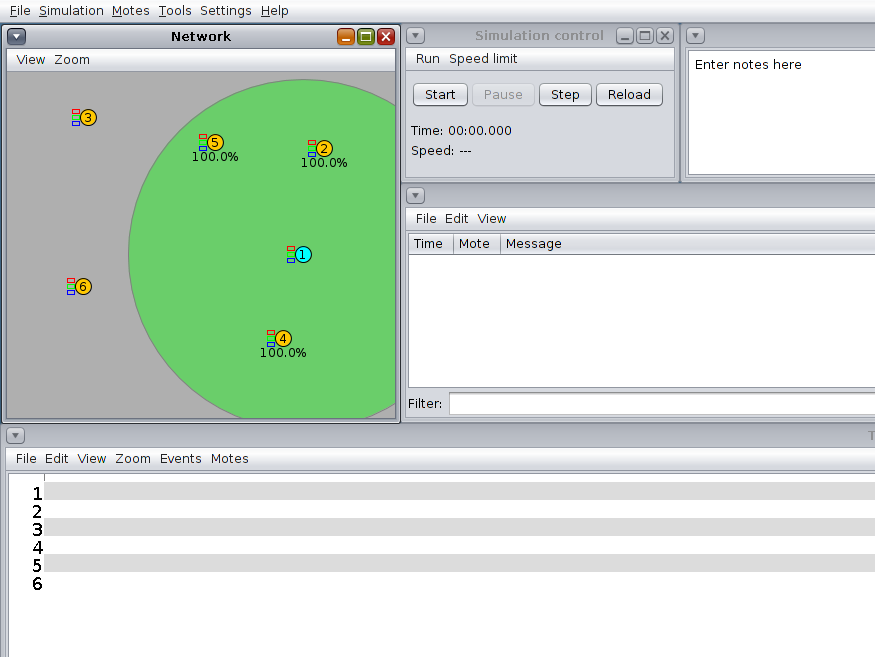 File Simulation Motes Tools Settings Help
Network
View Zoom
3
5
100.0%
2
100.0%
1
6
4
100.0%
Simulation control
Run Speed limit
Start Pause Step Reload
Time: 00:00.000
Speed: ---
Enter notes here
File Edit View
Time Mote Message
Filter:
T
File Edit View Zoom Events Motes
1
2
3
4
5
6